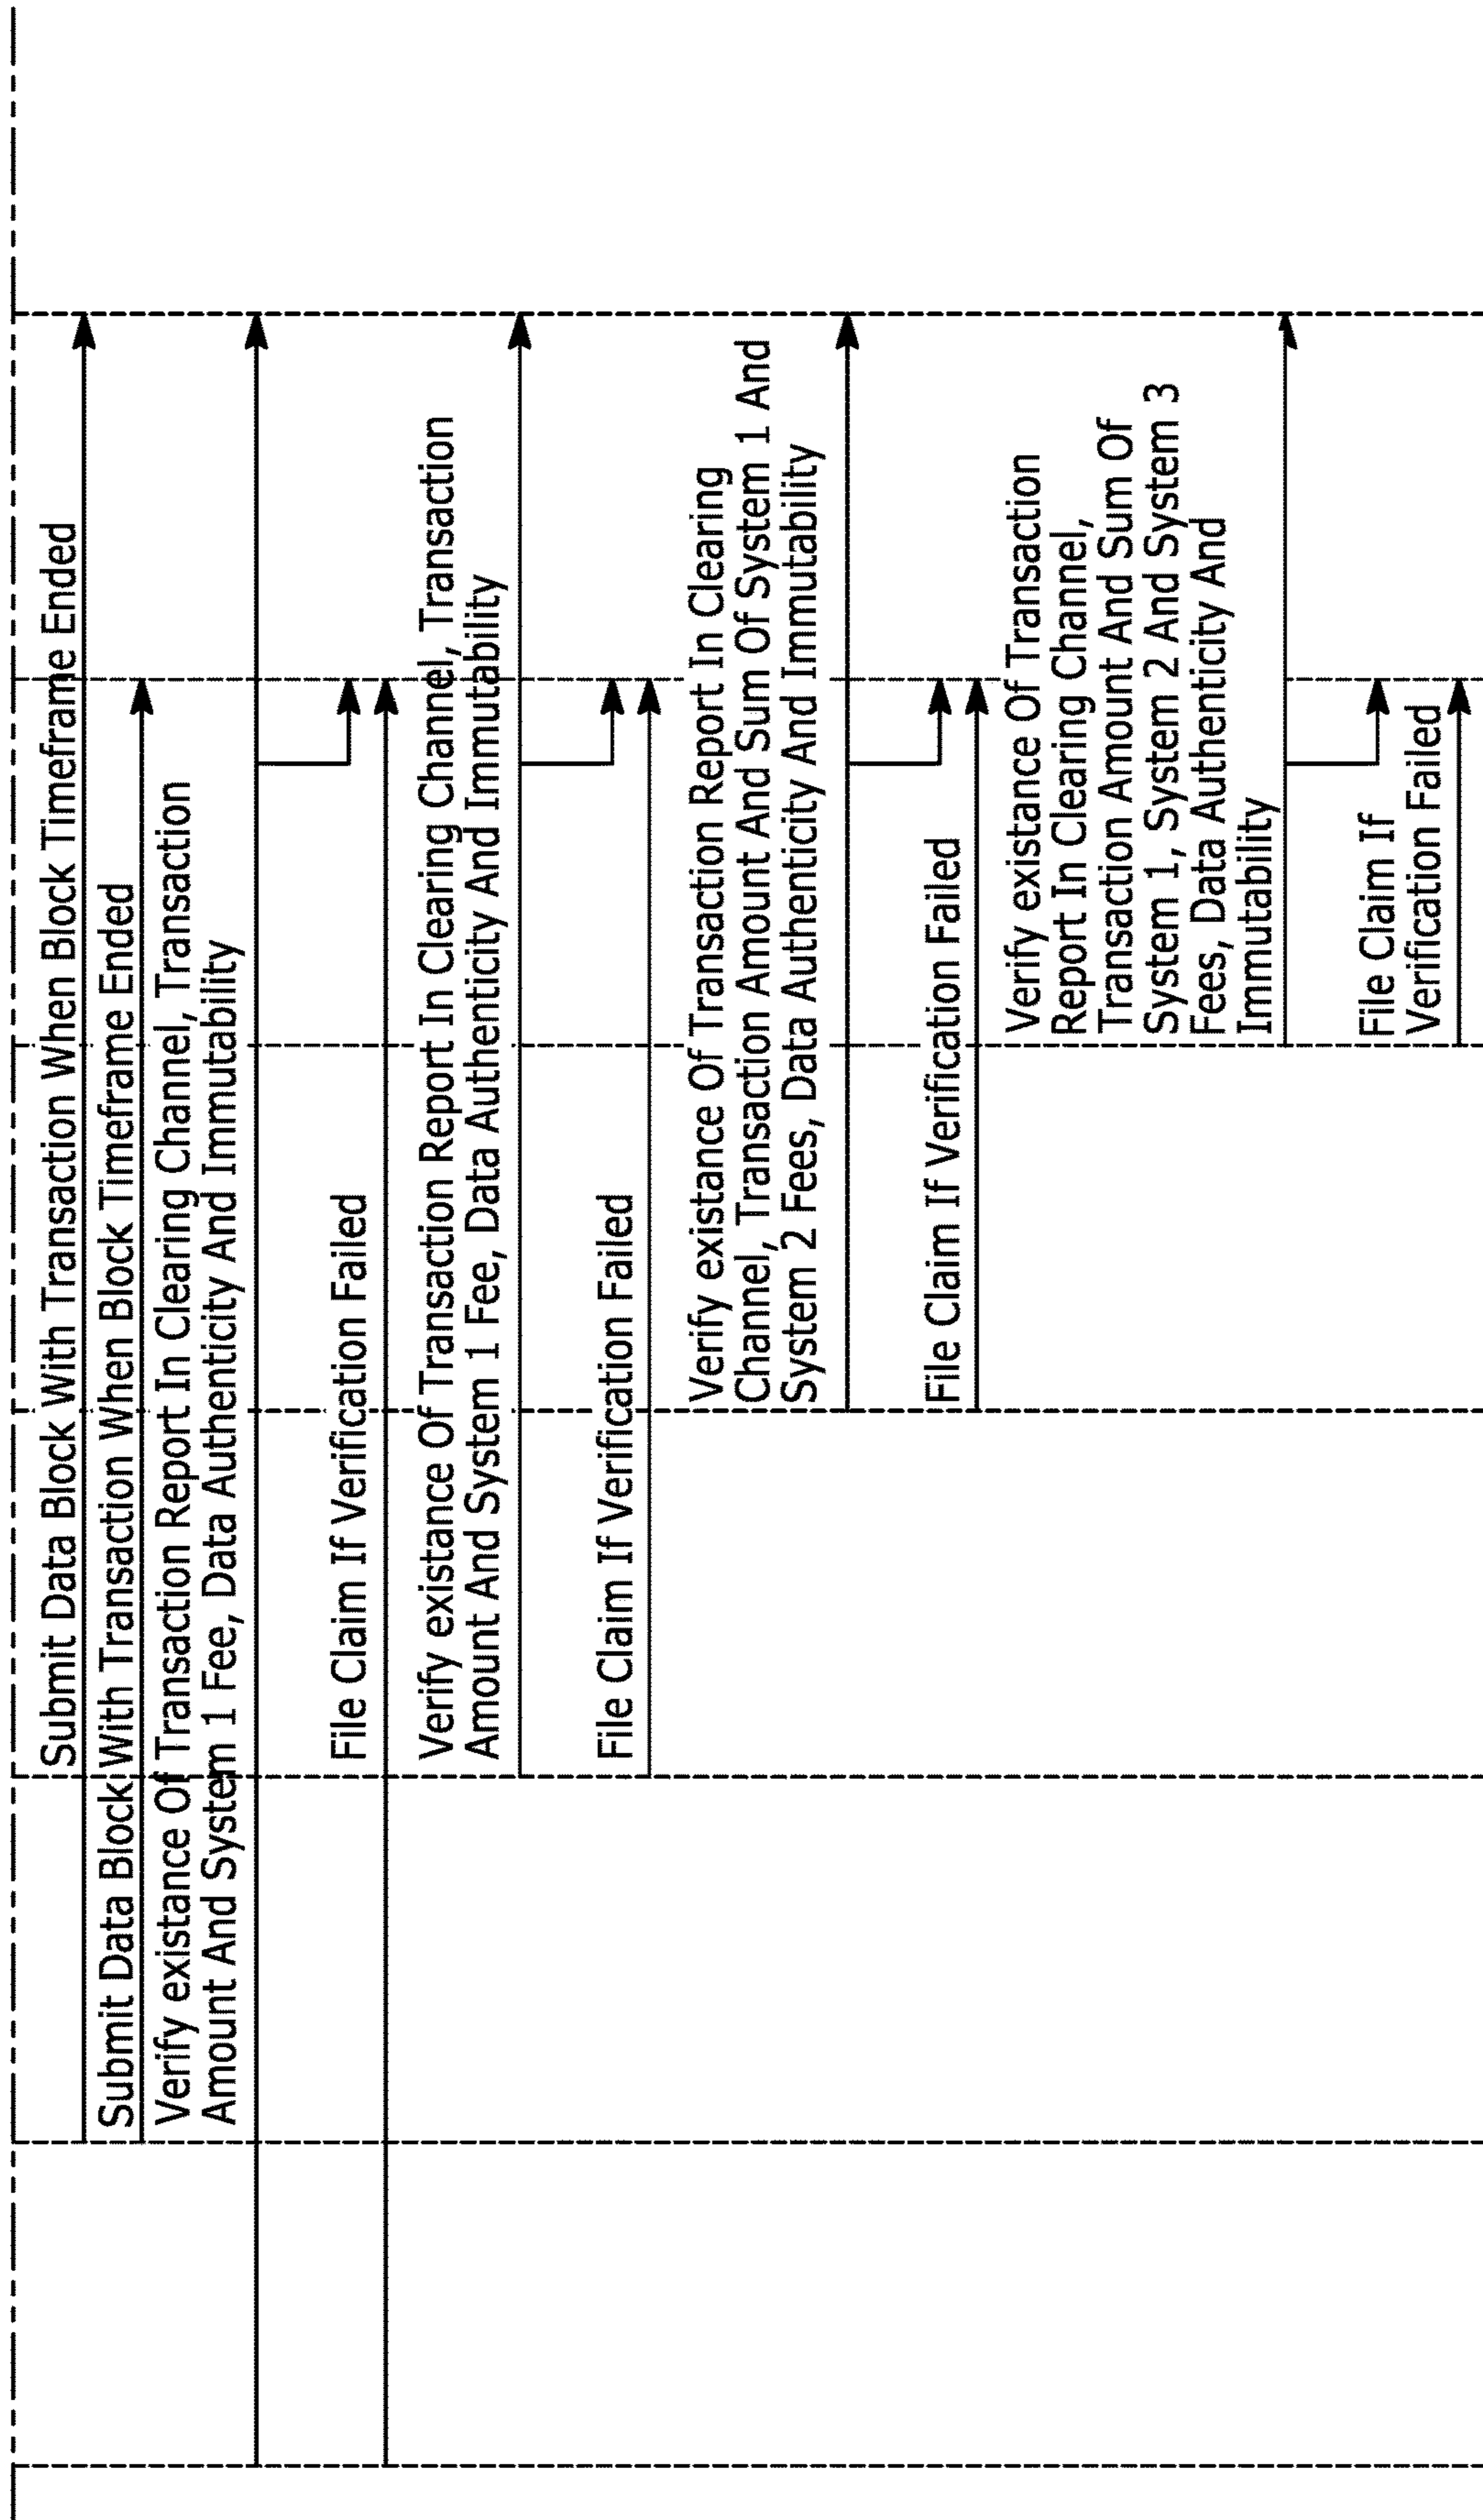 Submit Data Block With Transaction When Block Timeframe Ended
Submit Data Block With Transaction When Block Timeframe Ended
Verify existance Of Transaction Report In Clearing Channel, Transaction
Amount And System 1 Fee, Data Authenticity And Immutability
File Claim If Verification Failed
Verify existance Of Transaction Report In Clearing Channel, Transaction
Amount And System 1 Fee, Data Authenticity And Immutability
File Claim If Verification Failed
Verify existance Of Transaction Report In Clearing
Channel, Transaction Amount And Sum Of System 1 And
System 2 Fees, Data Authenticity And Immutability
File Claim If Verification Failed
Verify existance Of Transaction
Report In Clearing Channel,
Transaction Amount And Sum Of
System 1, System 2 And System 3
Fees, Data Authenticity And
Immutability
File Claim If
Verification Failed